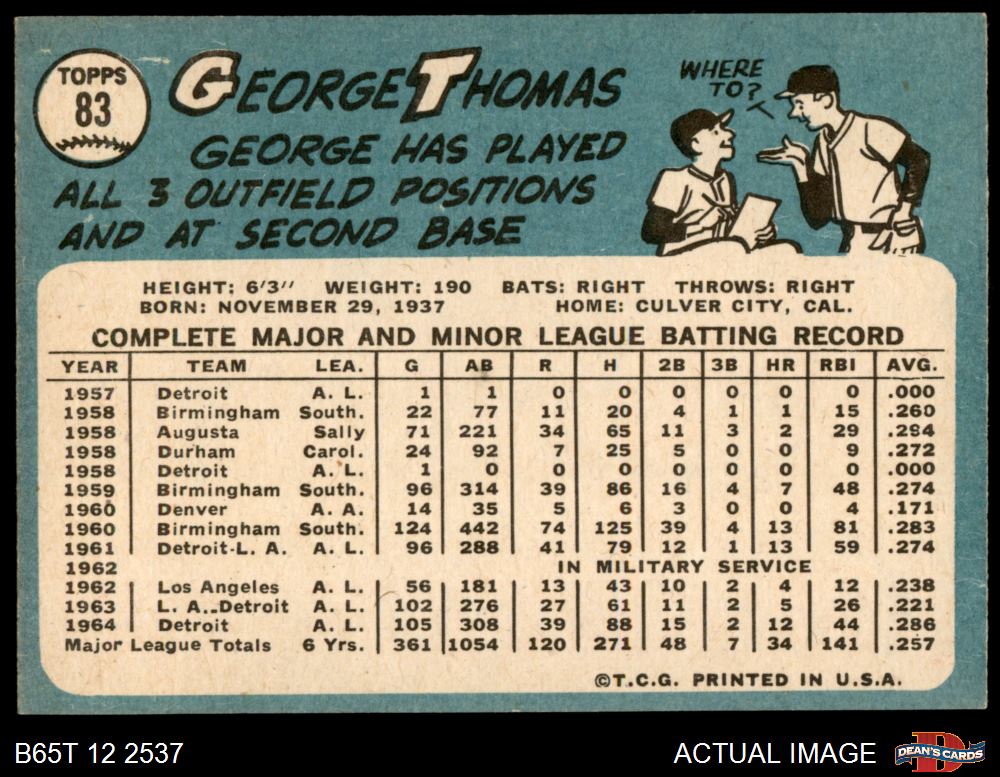 TOPPS
83
GEORGE THOMAS
GEORGE HAS PLAYED
ALL 3 OUTFIELD POSITIONS
AND AT SECOND BASE
WHERE
TO?
HEIGHT: 6'3" WEIGHT: 190 BATS: RIGHT THROWS: RIGHT
BORN: NOVEMBER 29, 1937 HOME: CULVER CITY, CAL.
COMPLETE MAJOR AND MINOR LEAGUE BATTING RECORD
YEAR TEAM LEA. G AB R H 2B 3B HR RBI AVG.
1957 Detroit A. L. 1 1 0 0 0 0 0 0 .000
1958 Birmingham South. 22 77 11 20 4 1 1 15 .260
1958 Augusta Sally 71 221 34 65 11 3 2 29 .294
1958 Durham Carol. 24 92 7 25 5 0 0 9 .272
1958 Detroit A. L. 1 0 0 0 0 0 0 0 .000
1959 Birmingham South. 96 314 39 86 16 4 7 48 .274
1960 Denver A. A. 14 35 5 6 3 0 0 4 .171
1960 Birmingham South. 124 442 74 125 39 4 13 81 .283
1961 Detroit-L. A. A. L. 96 288 41 79 12 1 13 59 .274
1962 IN MILITARY SERVICE
1962 Los Angeles A. L. 56 181 13 43 10 2 4 12 .238
1963 L. A.-Detroit A. L. 102 276 27 61 11 2 5 26 .221
1964 Detroit A. L. 105 308 39 88 15 2 12 44 .286
Major League Totals 6 Yrs. 361 1054 120 271 48 7 34 141 .257
©T.C.G. PRINTED IN U.S.A.
B65T 12 2537
ACTUAL IMAGE
D
DEAN'S CARDS